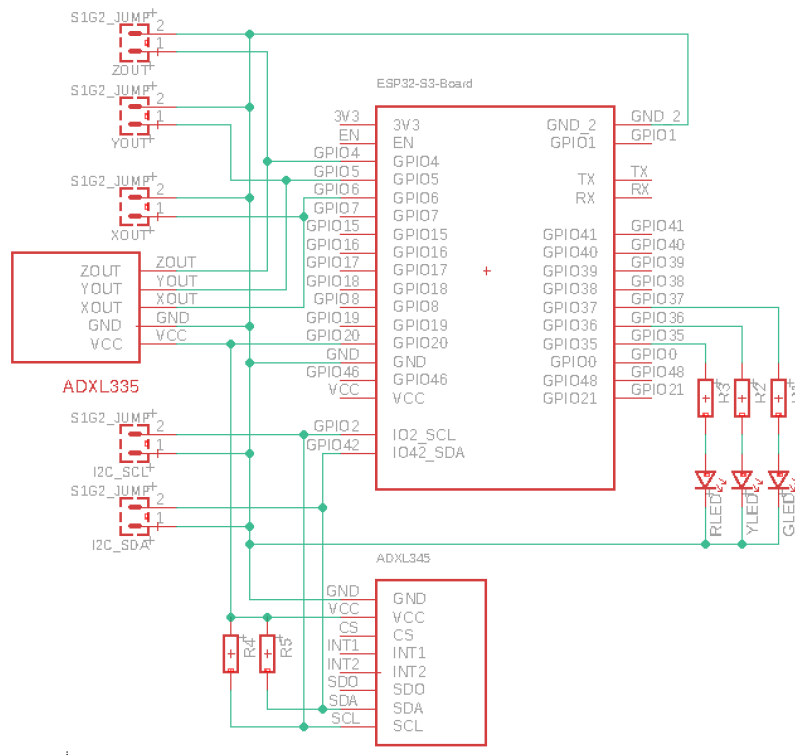 S1G2_JUMP
2
1
ZOUT
S1G2_JUMP
2
1
YOUT
S1G2_JUMP
2
1
XOUT
ZOUT
YOUT
XOUT
GND
VCC
ZOUT
YOUT
XOUT
GND
VCC
ADXL335
S1G2_JUMP
2
1
I2C_SCL
S1G2_JUMP
2
1
I2C_SDA
ESP32-S3-Board
3V3
EN
GPIO4
GPIO5
GPIO6
GPIO7
GPIO15
GPIO16
GPIO17
GPIO18
GPIO8
GPIO19
GPIO20
GND
GPIO46
VCC
GPIO2
GPIO42
3V3
EN
GPIO4
GPIO5
GPIO6
GPIO7
GPIO15
GPIO16
GPIO17
GPIO18
GPIO8
GPIO19
GPIO20
GND
GPIO46
VCC
IO2_SCL
IO42_SDA
GND_2
GPIO1
TX
RX
GPIO41
GPIO40
GPIO39
GPIO38
GPIO37
GPIO36
GPIO35
GPIO0
GPIO48
GPIO21
GND_2
GPIO1
TX
RX
GPIO41
GPIO40
GPIO39
GPIO38
GPIO37
GPIO36
GPIO35
GPIO0
GPIO48
GPIO21
R3
R2
RLED
YLED
GLED
ADXL345
GND
VCC
CS
INT1
INT2
SDO
SDA
SCL
GND
VCC
CS
INT1
INT2
SDO
SDA
SCL
R4
R5